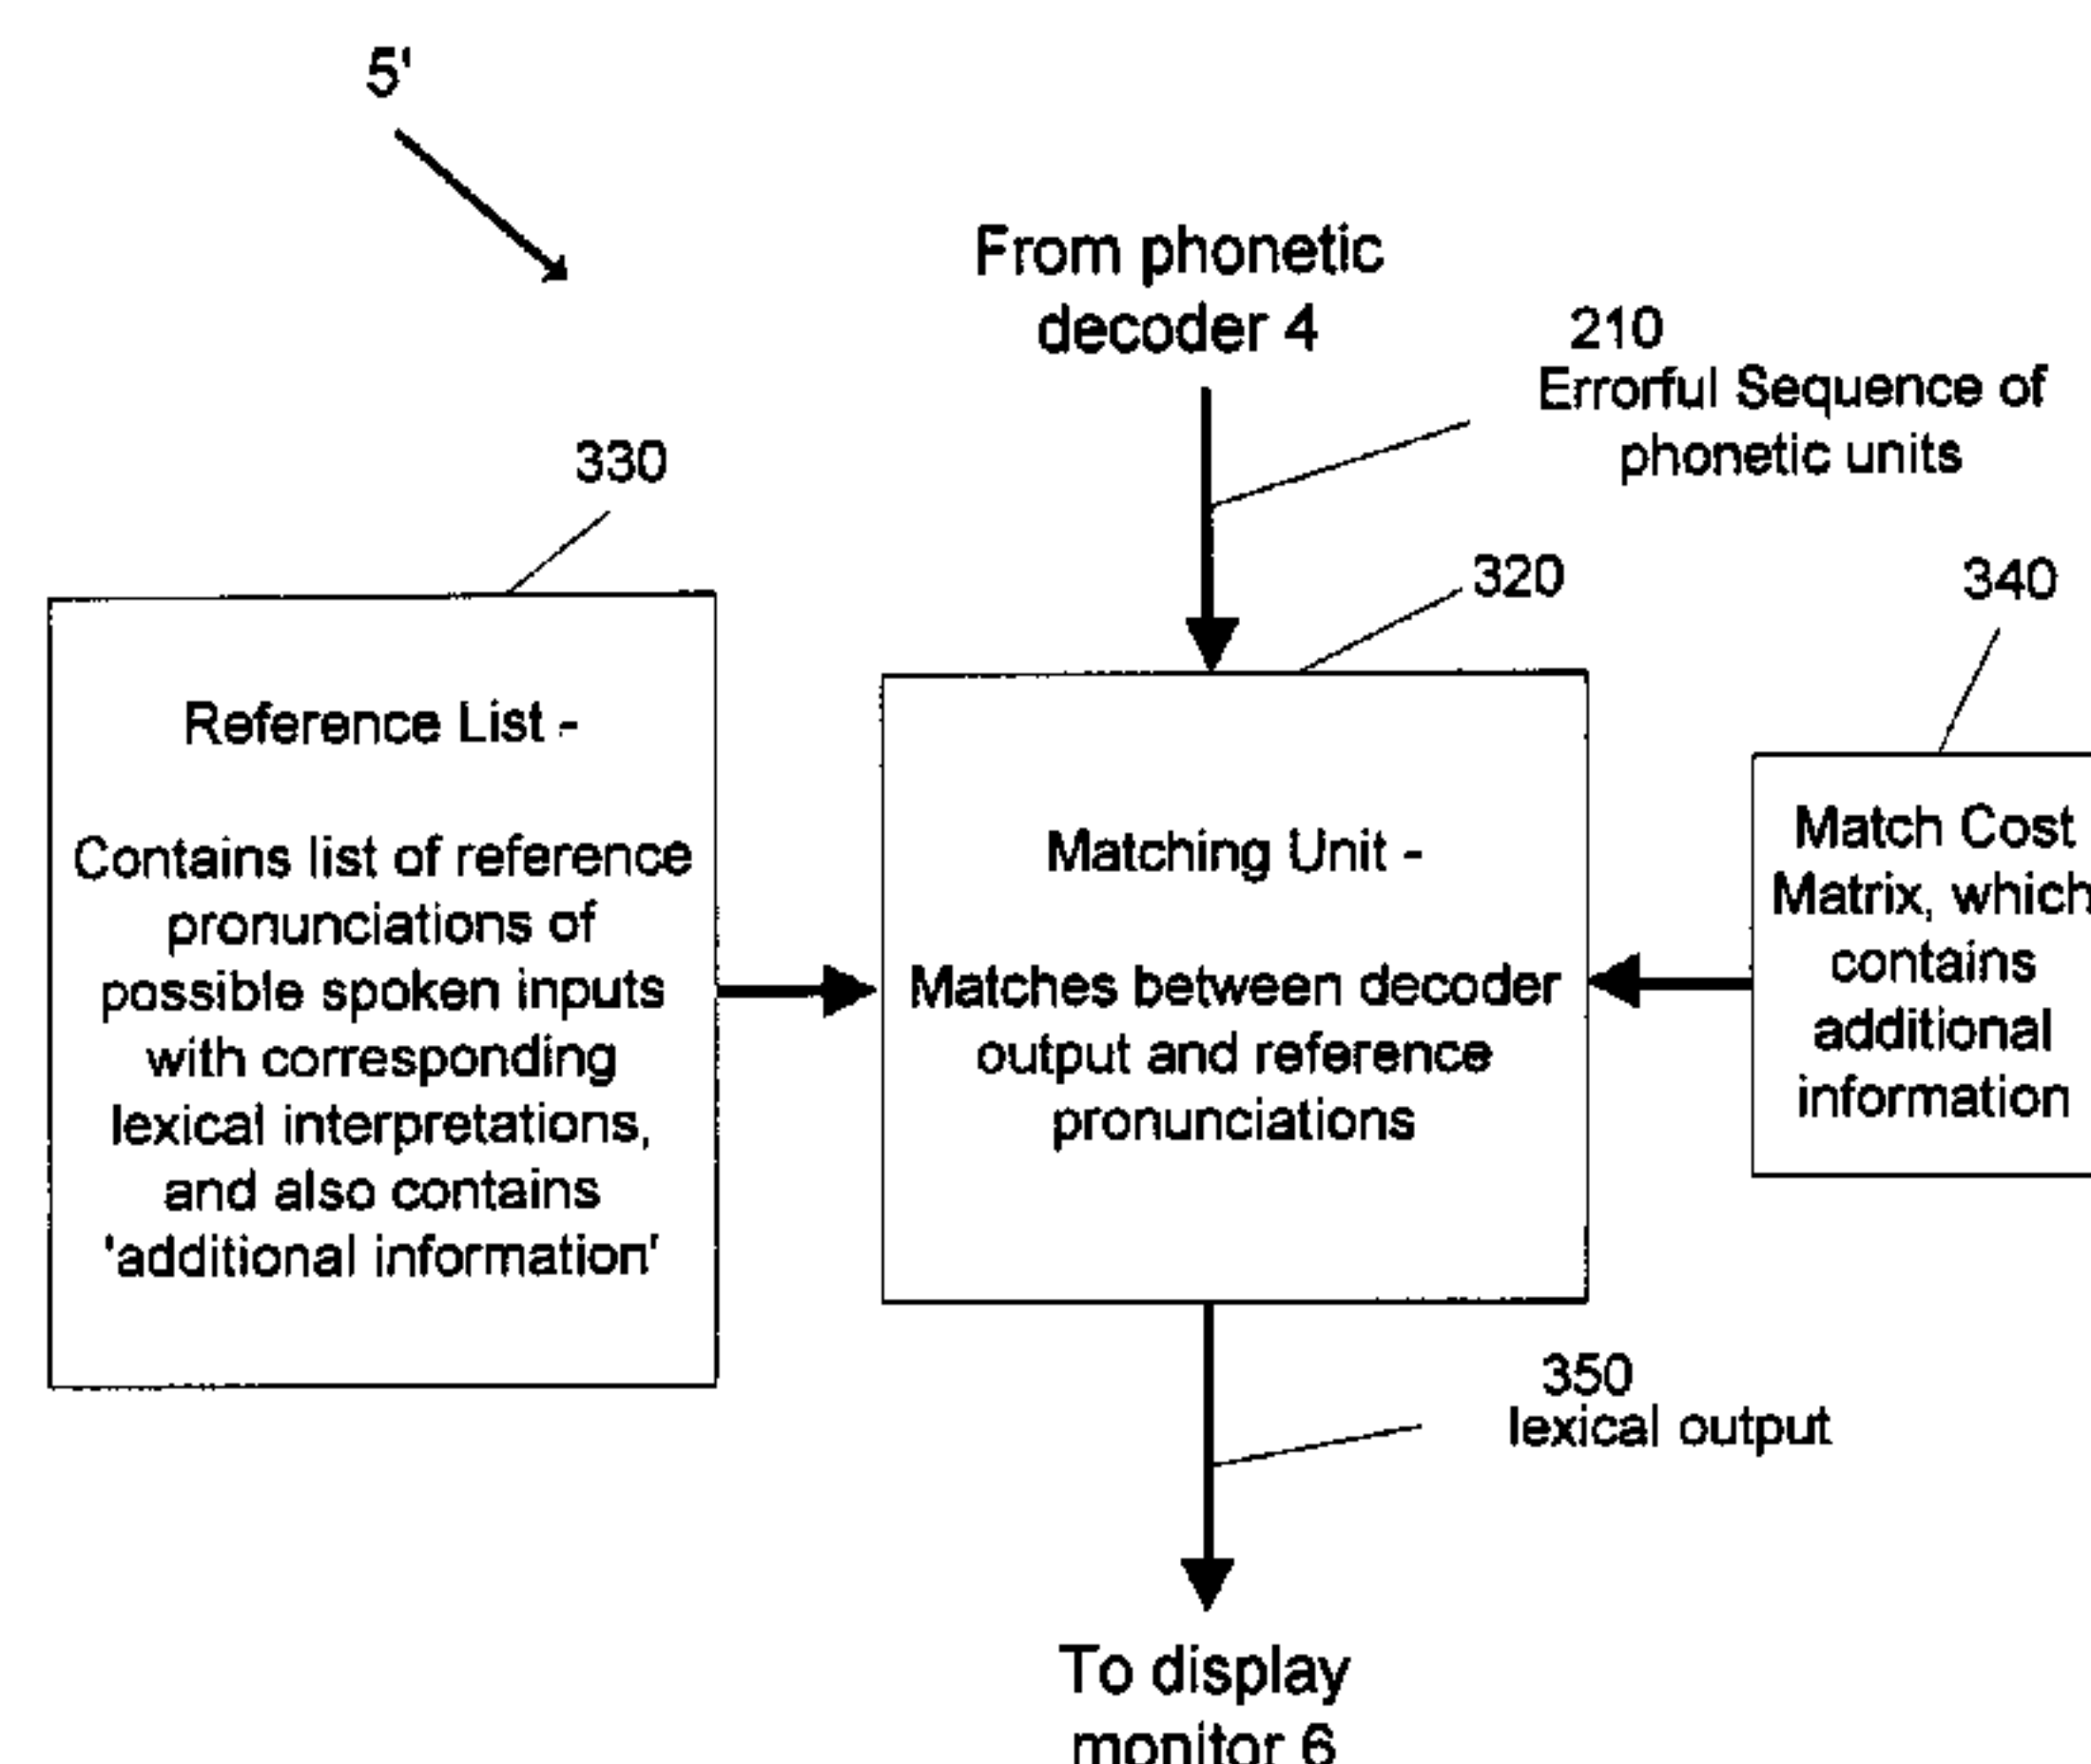 5'
From phonetic
decoder 4
210
Errorful Sequence of
phonetic units
330
320
340
Reference List -
Contains list of reference
pronunciations of
possible spoken inputs
with corresponding
lexical interpretations,
and also contains
'additional information'
Matching Unit -
Matches between decoder
output and reference
pronunciations
Match Cost
Matrix, which
contains
additional
information
350
lexical output
To display
monitor 6